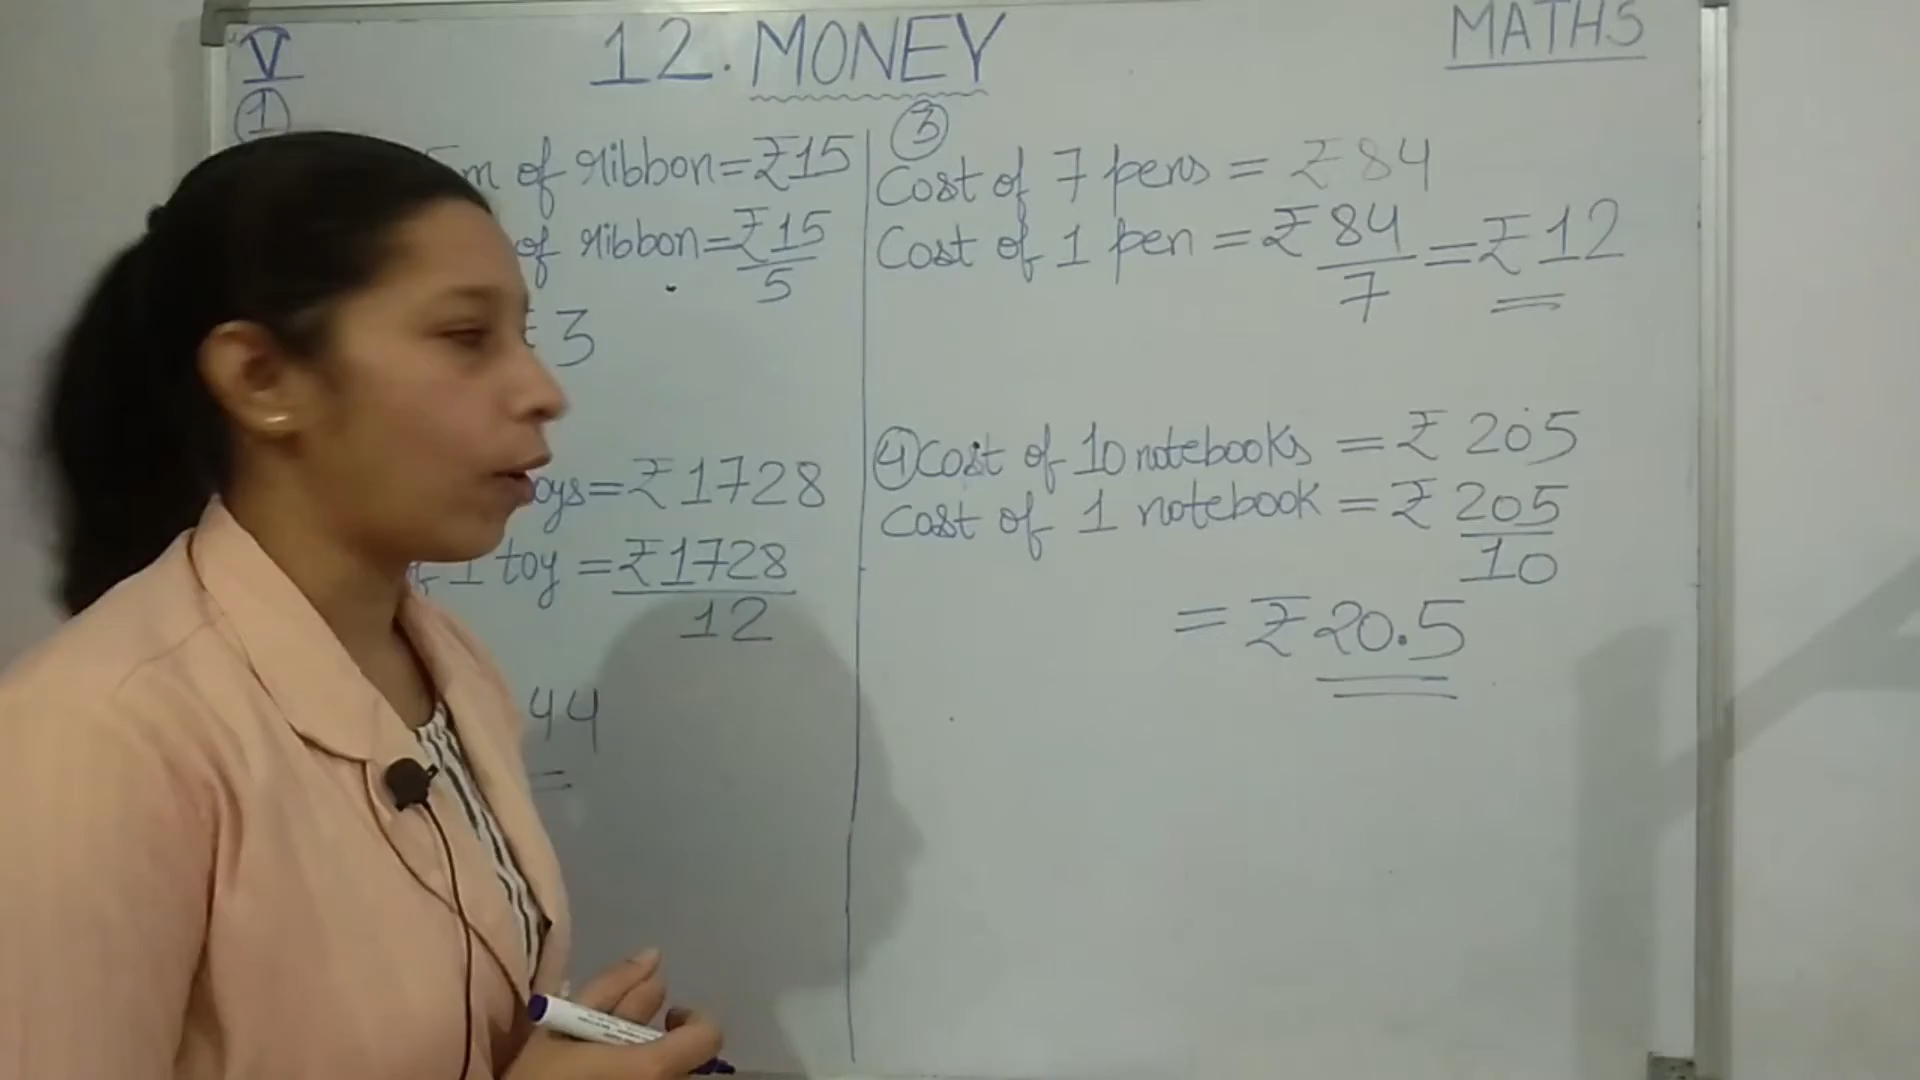 V
12. MONEY
MATHS
①
m of ribbon = ₹15
of ribbon = ₹15/5
3
oys = ₹1728
1 toy = ₹1728/12
44
③
Cost of 7 pens = ₹84
Cost of 1 pen = ₹84/7 = ₹12
④ Cost of 10 notebooks = ₹ 205
Cost of 1 notebook = ₹ 205/10
= ₹20.5